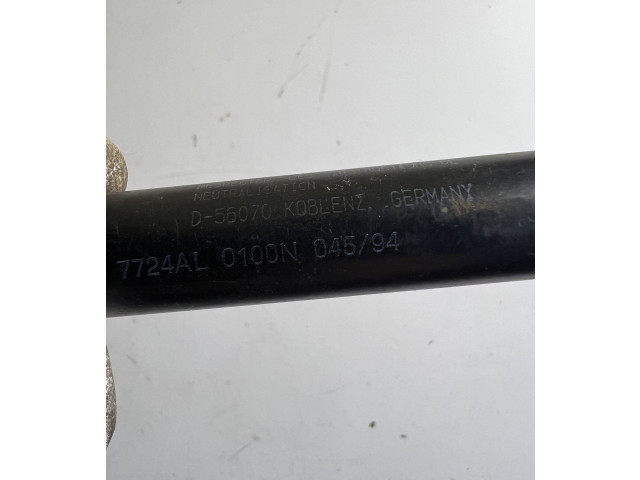 NEUTRALISATION
D-56070 KOBLENZ, GERMANY
7724AL 0100N 045/94